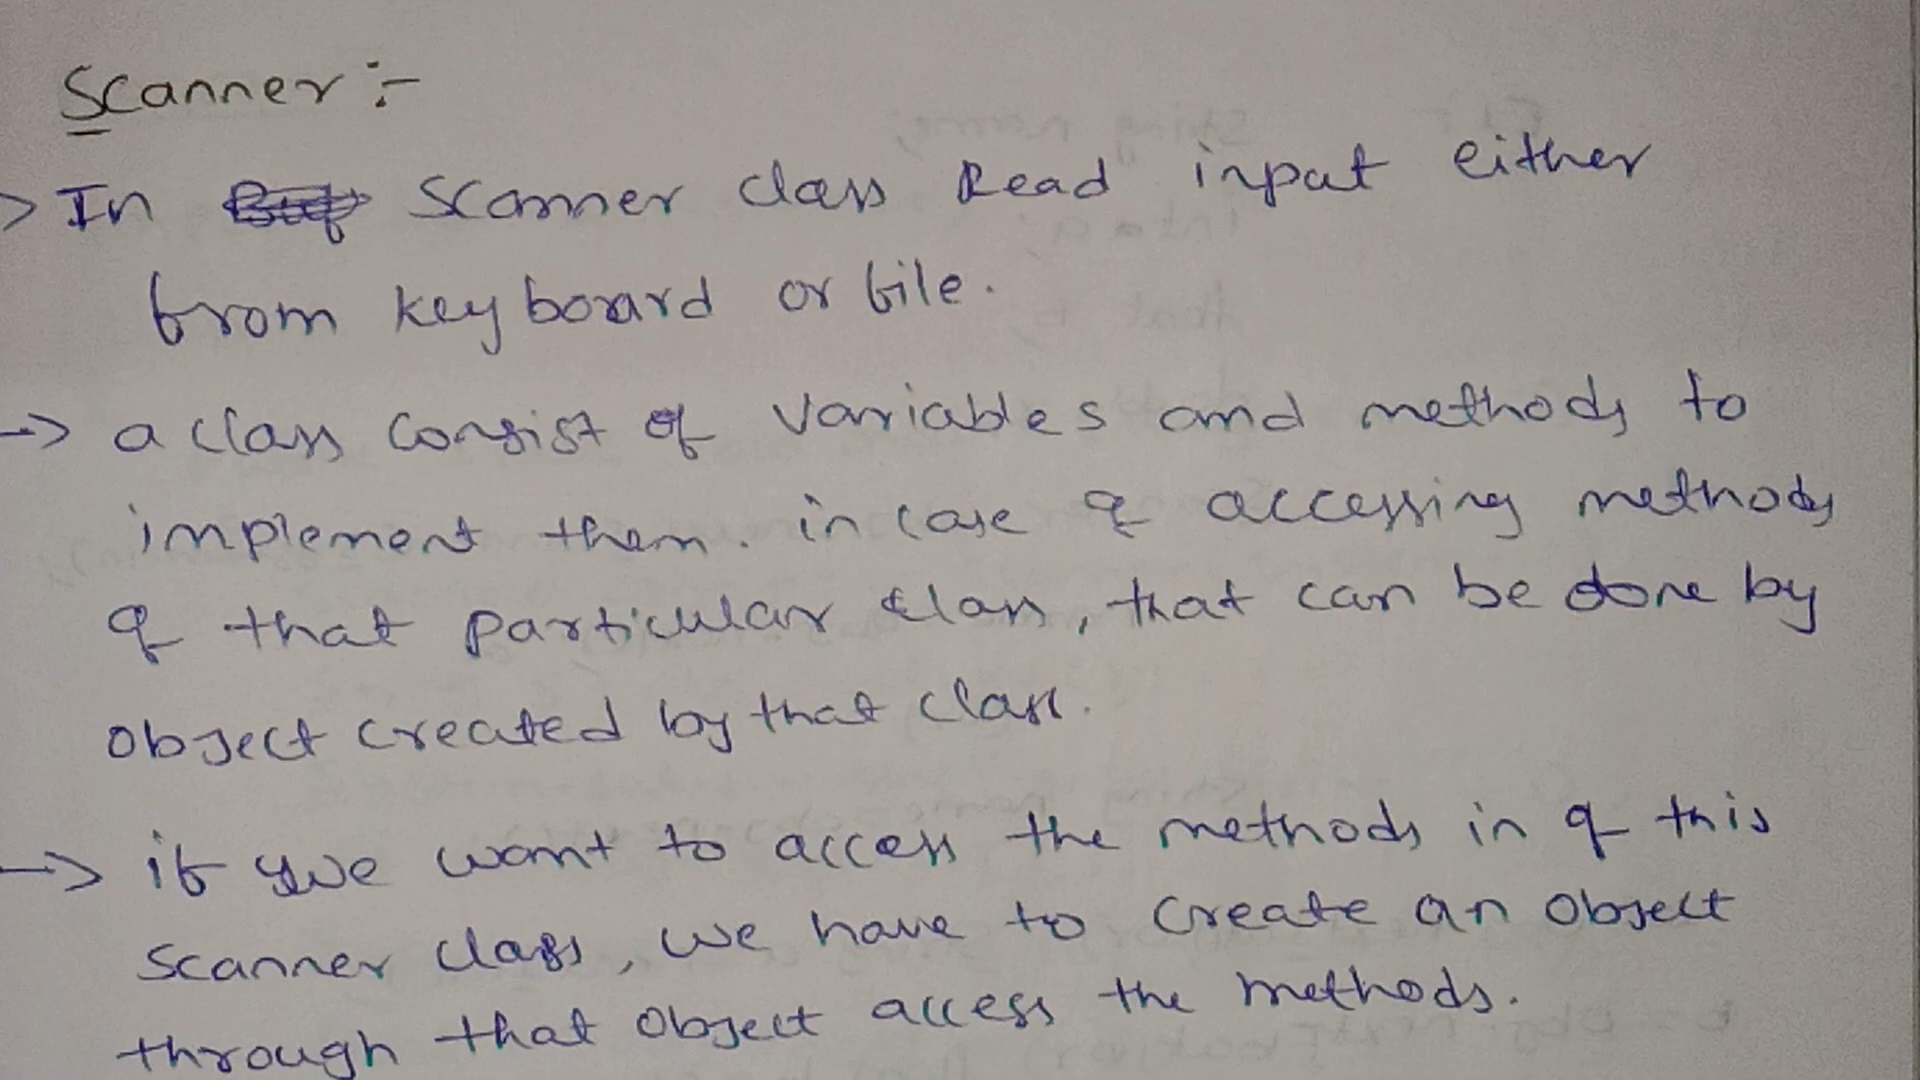 Scanner :-
> In Scanner class Read input either
from keyboard or file.
-> a class consist of variables and methods to
implement them. in case of accessing methods
of that particular class, that can be done by
object created by that class.
-> if we want to access the methods in of this
scanner class, we have to create an object
through that object access the methods.